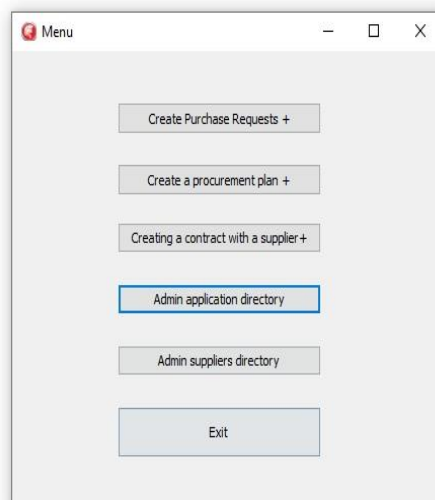 Menu
Create Purchase Requests +
Create a procurement plan +
Creating a contract with a supplier+
Admin application directory
Admin suppliers directory
Exit